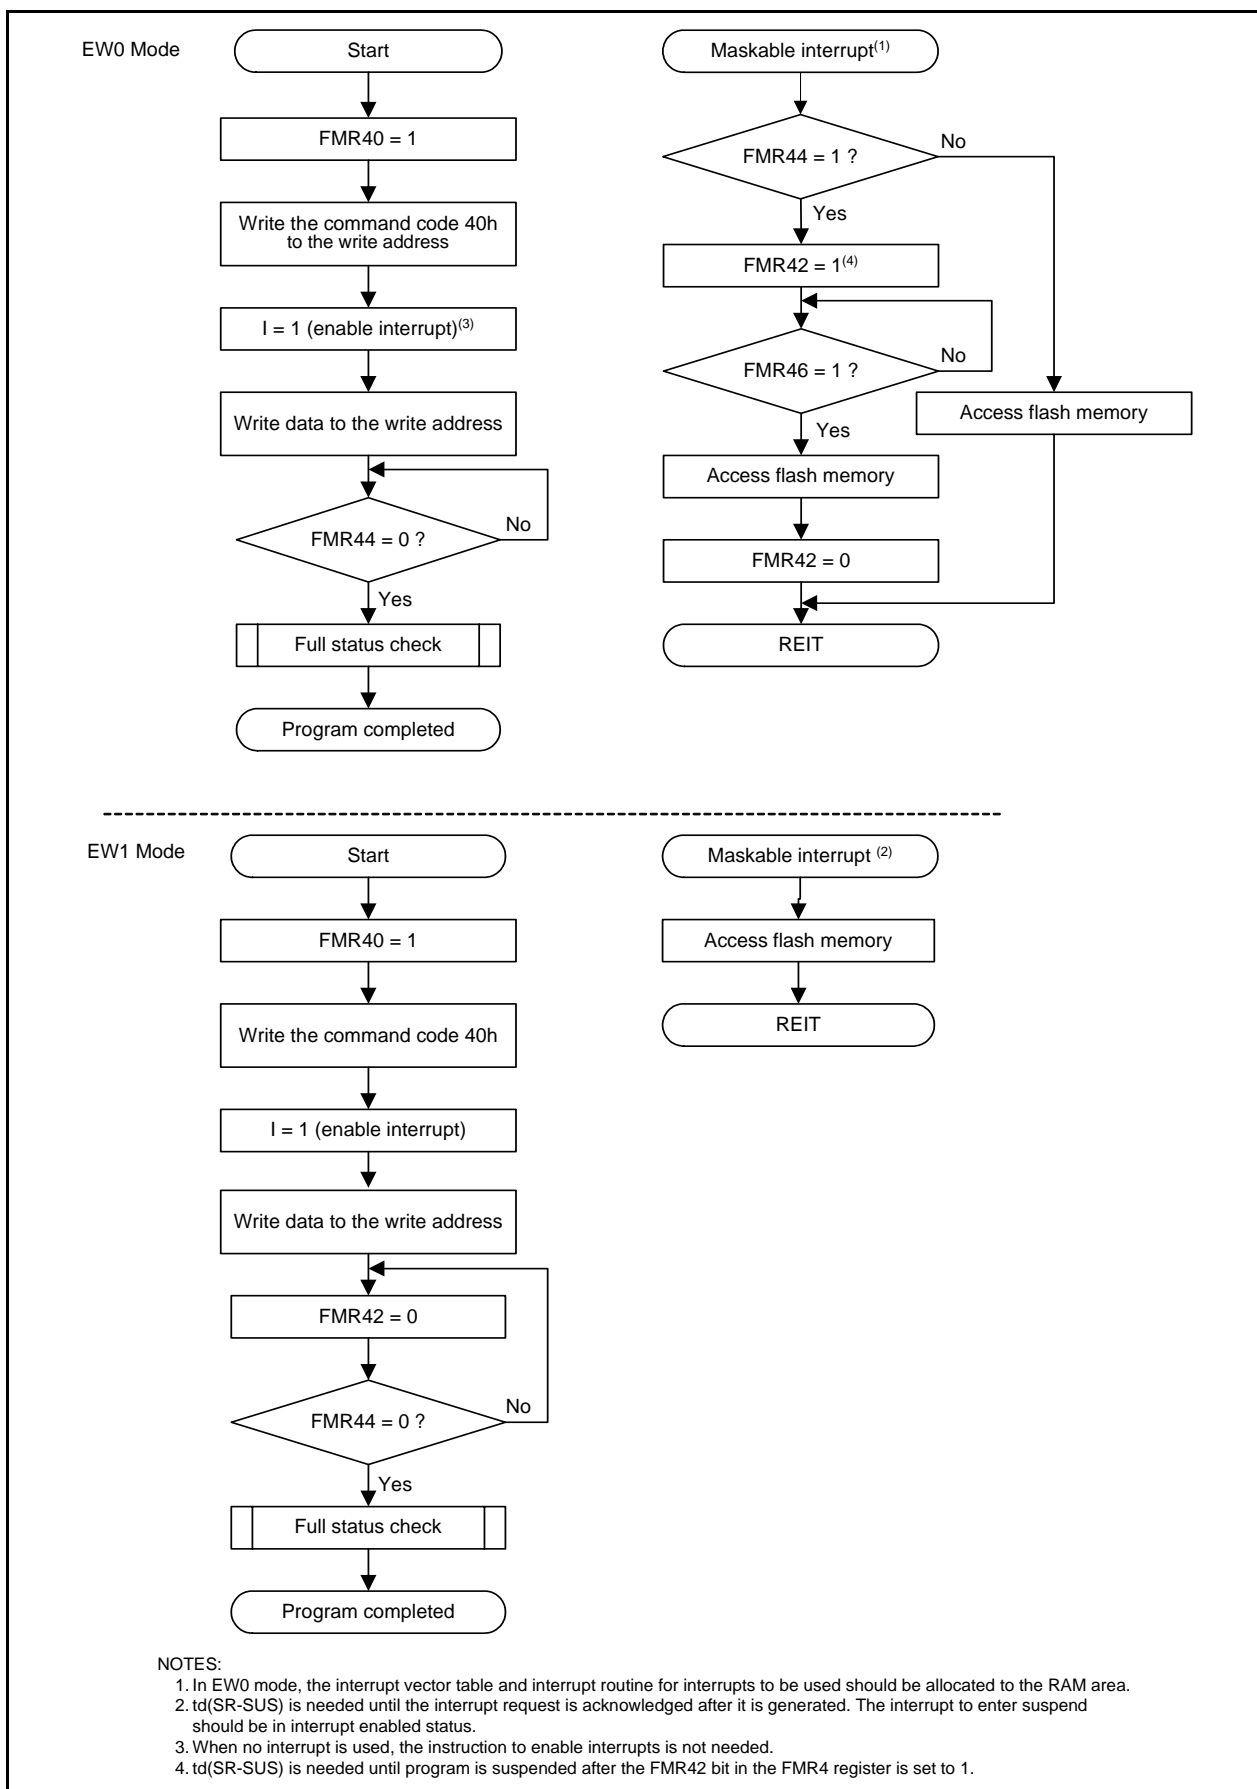 EW0 Mode
Start
FMR40 = 1
Write the command code 40h
to the write address
I = 1 (enable interrupt)(3)
Write data to the write address
FMR44 = 0 ?
No
Yes
Full status check
Program completed
Maskable interrupt(1)
FMR44 = 1 ?
No
Yes
FMR42 = 1(4)
FMR46 = 1 ?
No
Yes
Access flash memory
Access flash memory
FMR42 = 0
REIT
EW1 Mode
Start
FMR40 = 1
Write the command code 40h
I = 1 (enable interrupt)
Write data to the write address
FMR42 = 0
FMR44 = 0 ?
No
Yes
Full status check
Program completed
Maskable interrupt (2)
Access flash memory
REIT
NOTES:
1. In EW0 mode, the interrupt vector table and interrupt routine for interrupts to be used should be allocated to the RAM area.
2. td(SR-SUS) is needed until the interrupt request is acknowledged after it is generated. The interrupt to enter suspend
should be in interrupt enabled status.
3. When no interrupt is used, the instruction to enable interrupts is not needed.
4. td(SR-SUS) is needed until program is suspended after the FMR42 bit in the FMR4 register is set to 1.